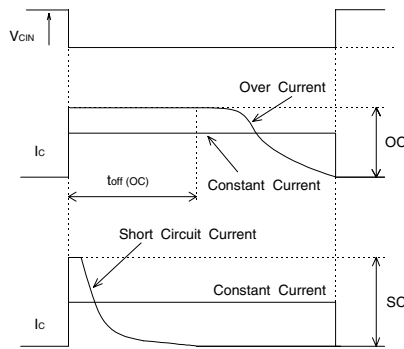 VCIN
Over Current
OC
IC
toff (OC)
Constant Current
Short Circuit Current
Constant Current
SC
IC